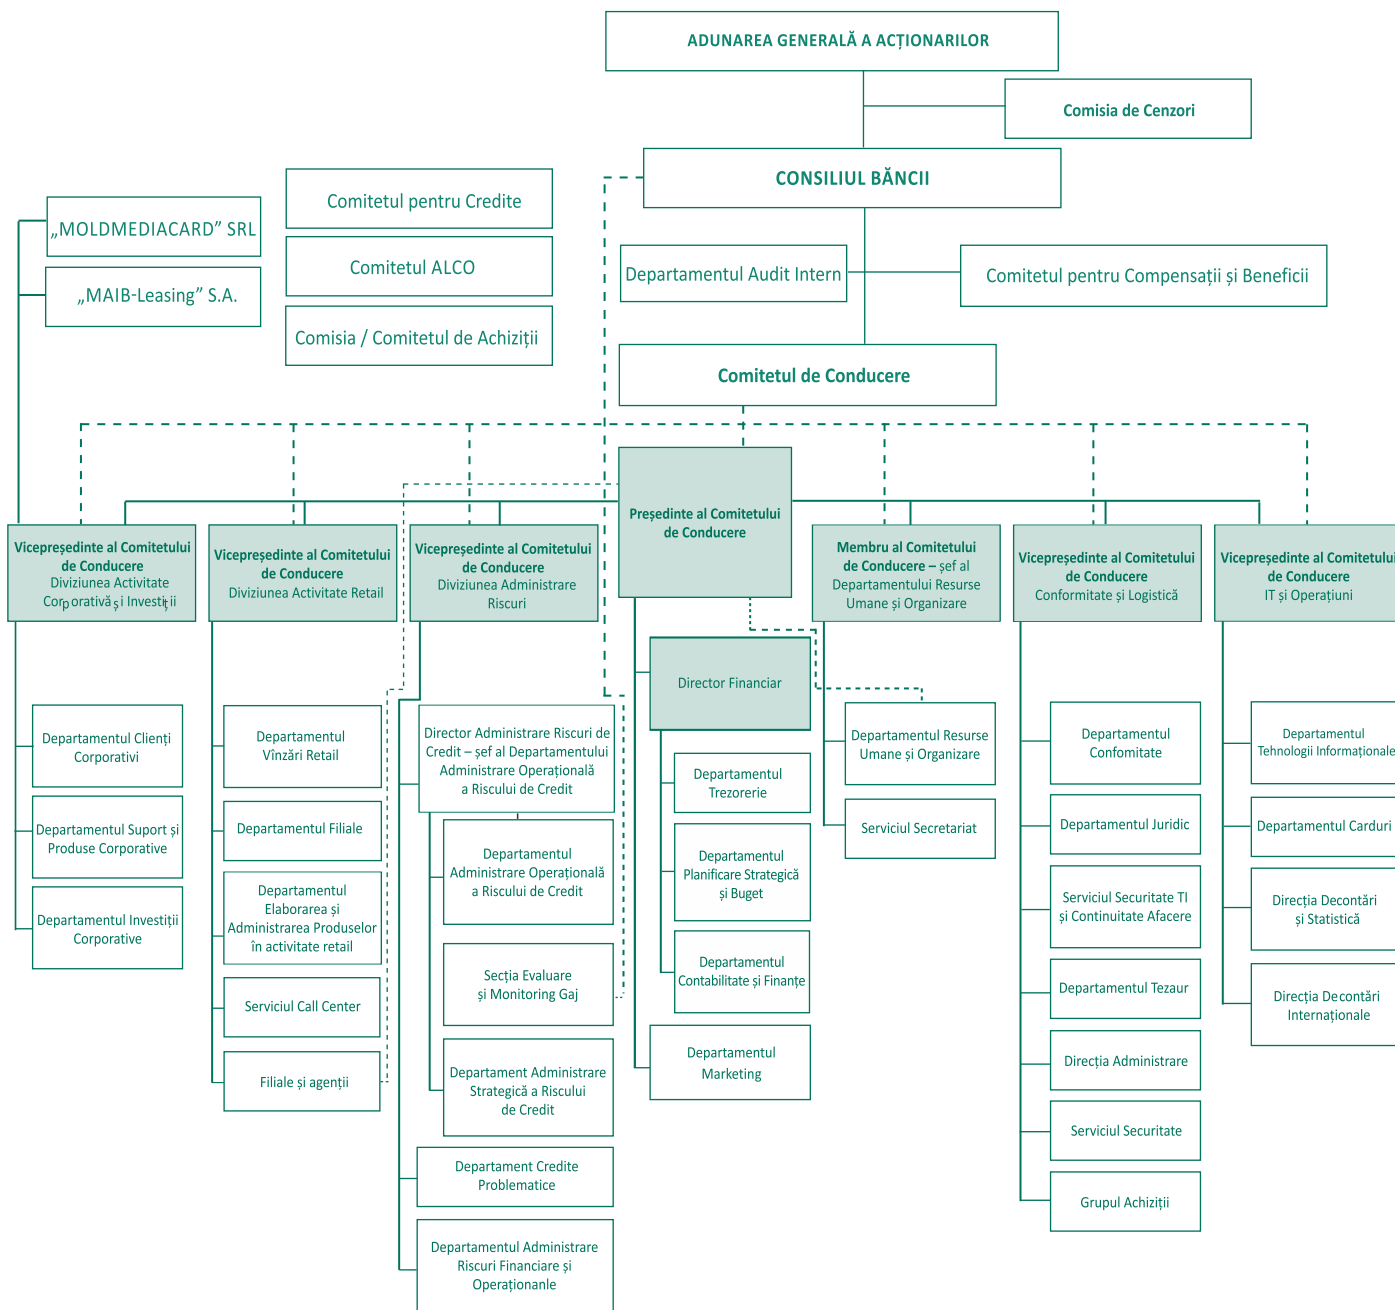 ADUNAREA GENERALĂ A ACȚIONARILOR
Comisia de Cenzori
CONSILIUL BĂNCII
„MOLDMEDIACARD” SRL
„MAIB-Leasing” S.A.
Comitetul pentru Credite
Comitetul ALCO
Comisia / Comitetul de Achiziții
Departamentul Audit Intern
Comitetul pentru Compensații și Beneficii
Comitetul de Conducere
Președinte al Comitetului
de Conducere
Vicepreședinte al Comitetului
de Conducere
Diviziunea Activitate
Corporativă și Investiții
Vicepreședinte al Comitetului
de Conducere
Diviziunea Activitate Retail
Vicepreședinte al Comitetului
de Conducere
Diviziunea Administrare
Riscuri
Membru al Comitetului
de Conducere – șef al
Departamentului Resurse
Umane și Organizare
Vicepreședinte al Comitetului
de Conducere
Conformitate și Logistică
Vicepreședinte al Comitetului
de Conducere
IT și Operațiuni
Departamentul Clienți
Corporativi
Departamentul Suport și
Produse Corporative
Departamentul Investiții
Corporative
Departamentul
Vînzări Retail
Departamentul Filiale
Departamentul
Elaborarea și
Administrarea Produselor
în activitate retail
Serviciul Call Center
Filiale și agenții
Director Administrare Riscuri de
Credit – șef al Departamentului
Administrare Operațională
a Riscului de Credit
Departamentul
Administrare Operațională
a Riscului de Credit
Secția Evaluare
și Monitoring Gaj
Departament Administrare
Strategică a Riscului
de Credit
Departament Credite
Problematice
Departamentul Administrare
Riscuri Financiare și
Operaționanle
Director Financiar
Departamentul
Trezorerie
Departamentul
Planificare Strategică
și Buget
Departamentul
Contabilitate și Finanțe
Departamentul
Marketing
Departamentul Resurse
Umane și Organizare
Serviciul Secretariat
Departamentul
Confomitate
Departamentul Juridic
Serviciul Securitate TI
și Continuitate Afacere
Departamentul Tezaur
Direcția Administrare
Serviciul Securitate
Grupul Achiziții
Departamentul
Tehnologii Informaționale
Departamentul Carduri
Direcția Decontări
și Statistică
Direcția Decontări
Internaționale